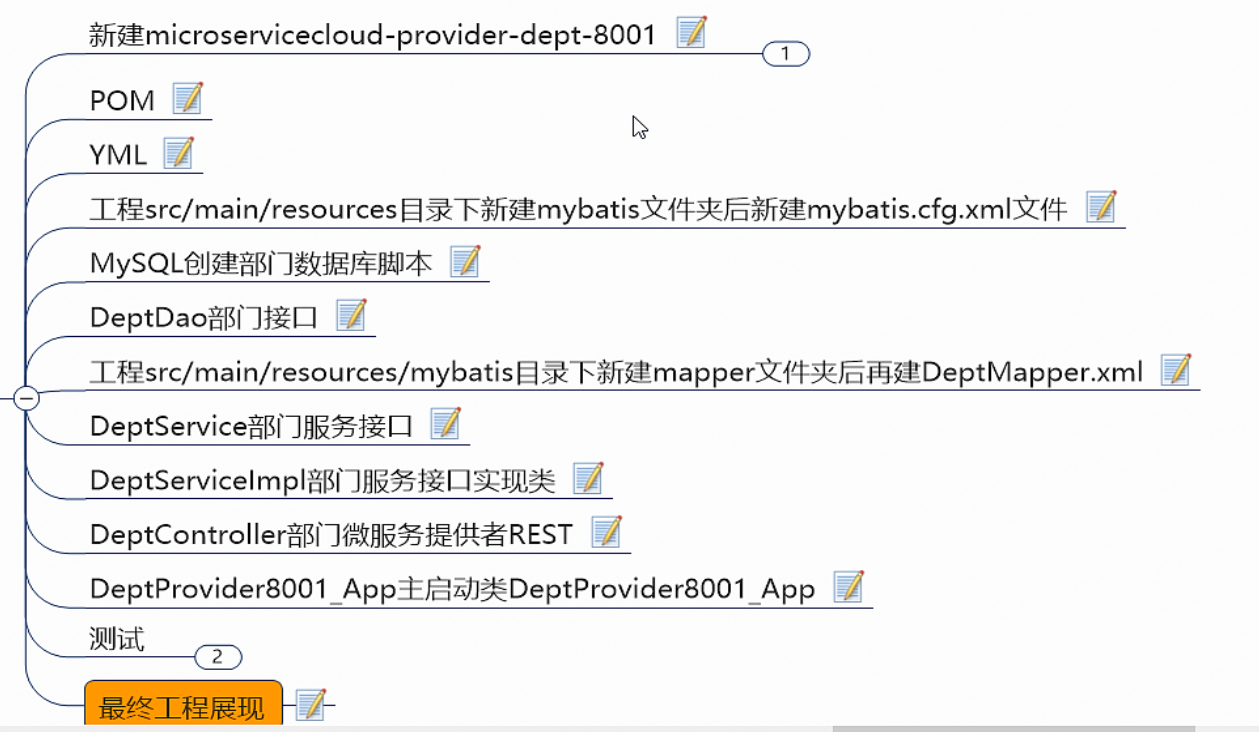 新建microservicecloud-provider-dept-8001
1
POM
YML
工程src/main/resources目录下新建mybatis文件夹后新建mybatis.cfg.xml文件
MySQL创建部门数据库脚本
DeptDao部门接口
工程src/main/resources/mybatis目录下新建mapper文件夹后再建DeptMapper.xml
DeptService部门服务接口
DeptServiceImpl部门服务接口实现类
DeptController部门微服务提供者REST
DeptProvider8001_App主启动类DeptProvider8001_App
测试
2
最终工程展现